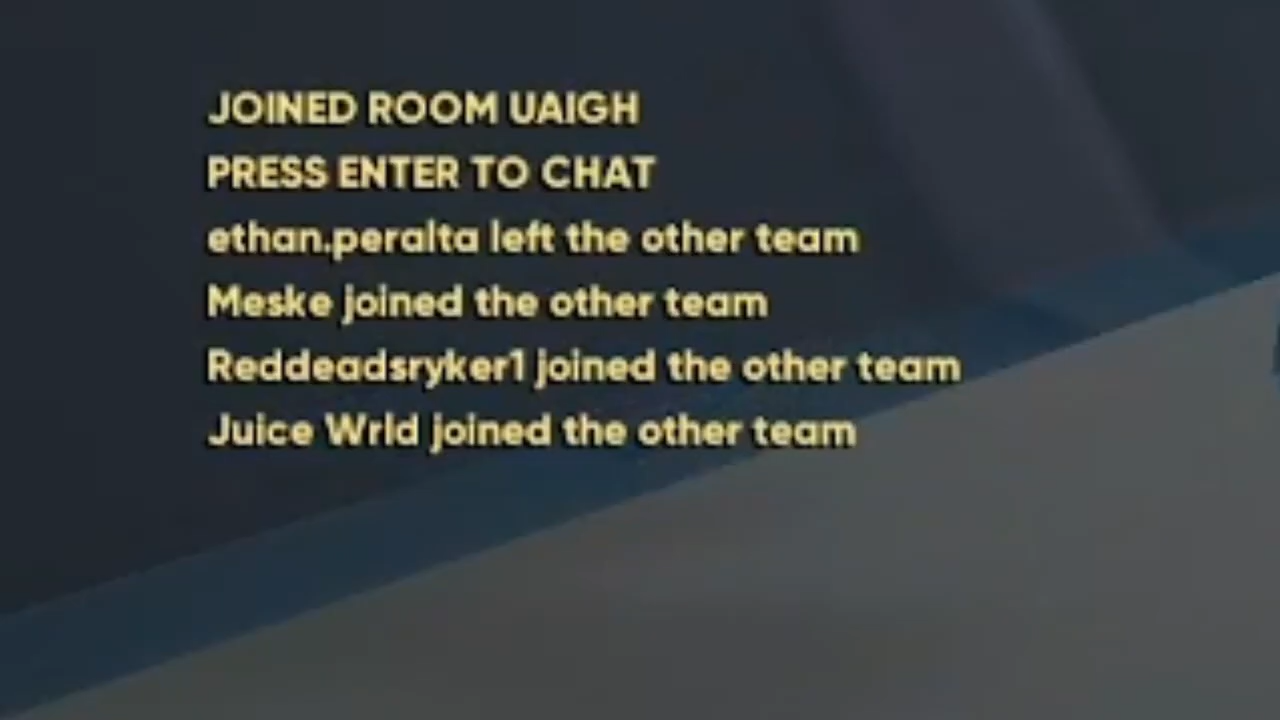 JOINED ROOM UAIGH
PRESS ENTER TO CHAT
ethan.peralta left the other team
Meske joined the other team
Reddeadsryker1 joined the other team
Juice Wrld joined the other team